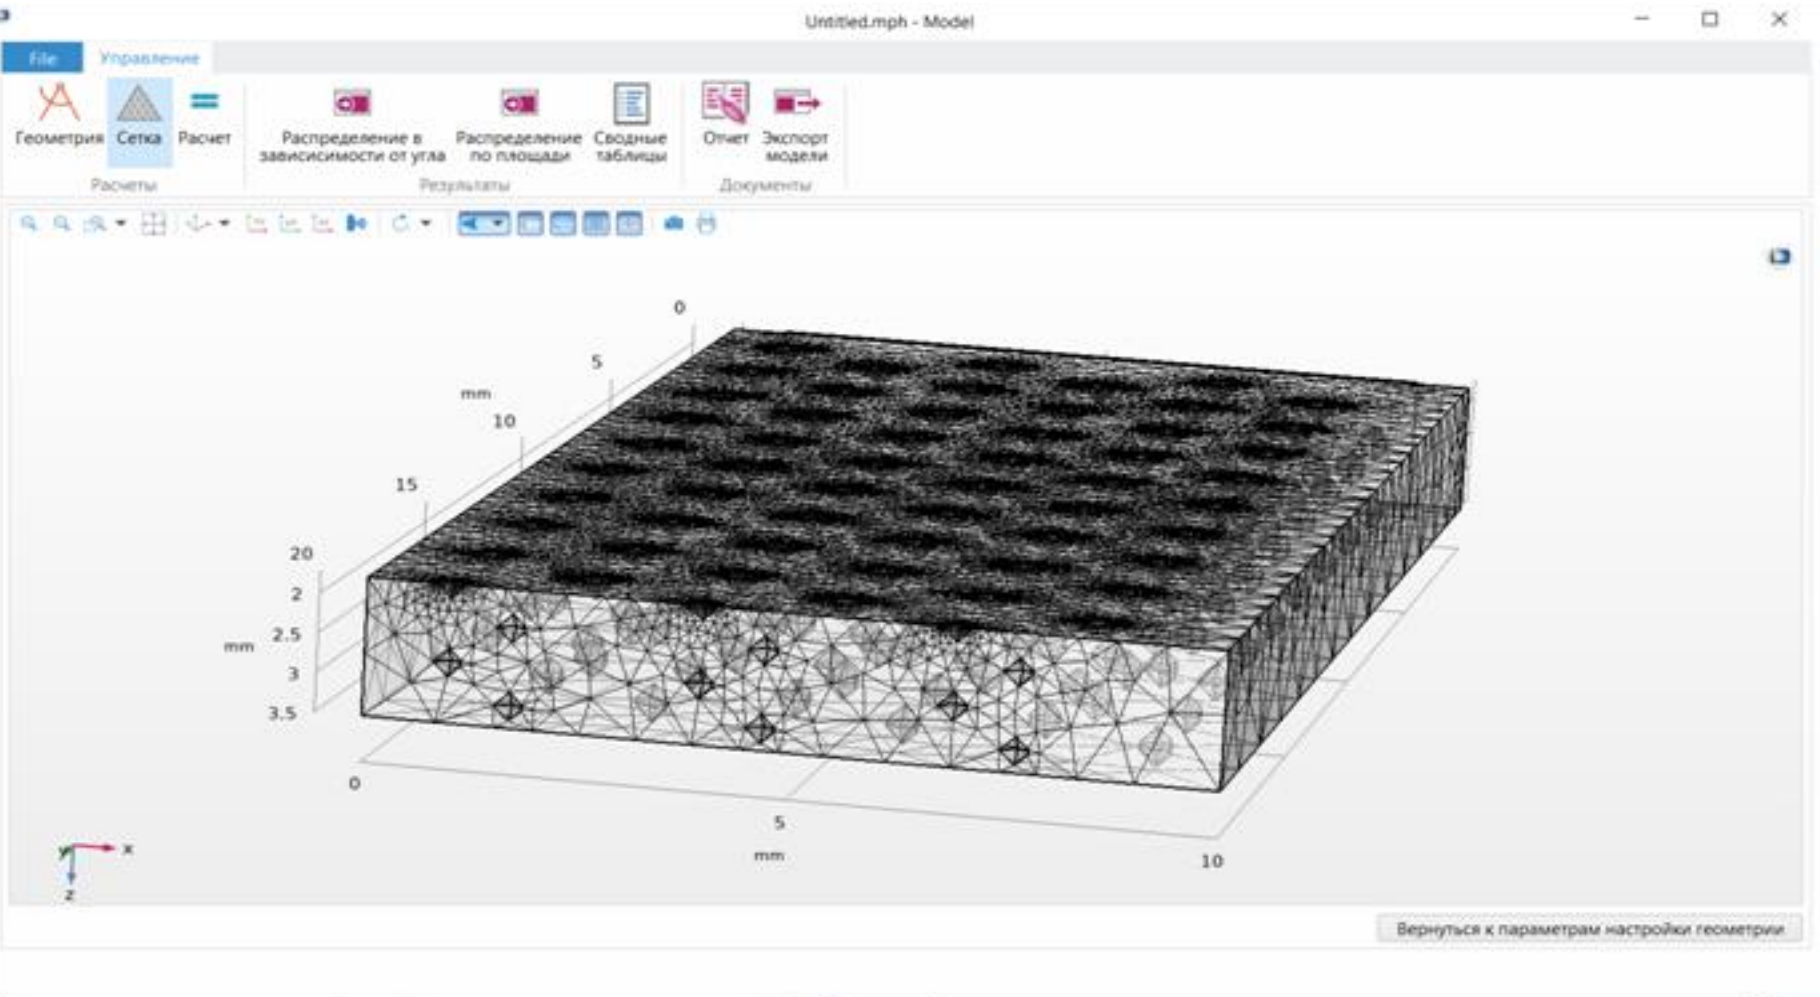 Untitled.mph - Model
File Управление
Геометрия Сетка Расчет Распределение в зависисимости от угла Распределение по площади Сводные таблицы Отчет Экспорт модели
Расчеты Результаты Документы
0
5
mm
10
15
20
2
2.5
mm
3
3.5
0
5
mm
10
y x
z
Вернуться к параметрам настройки геометрии